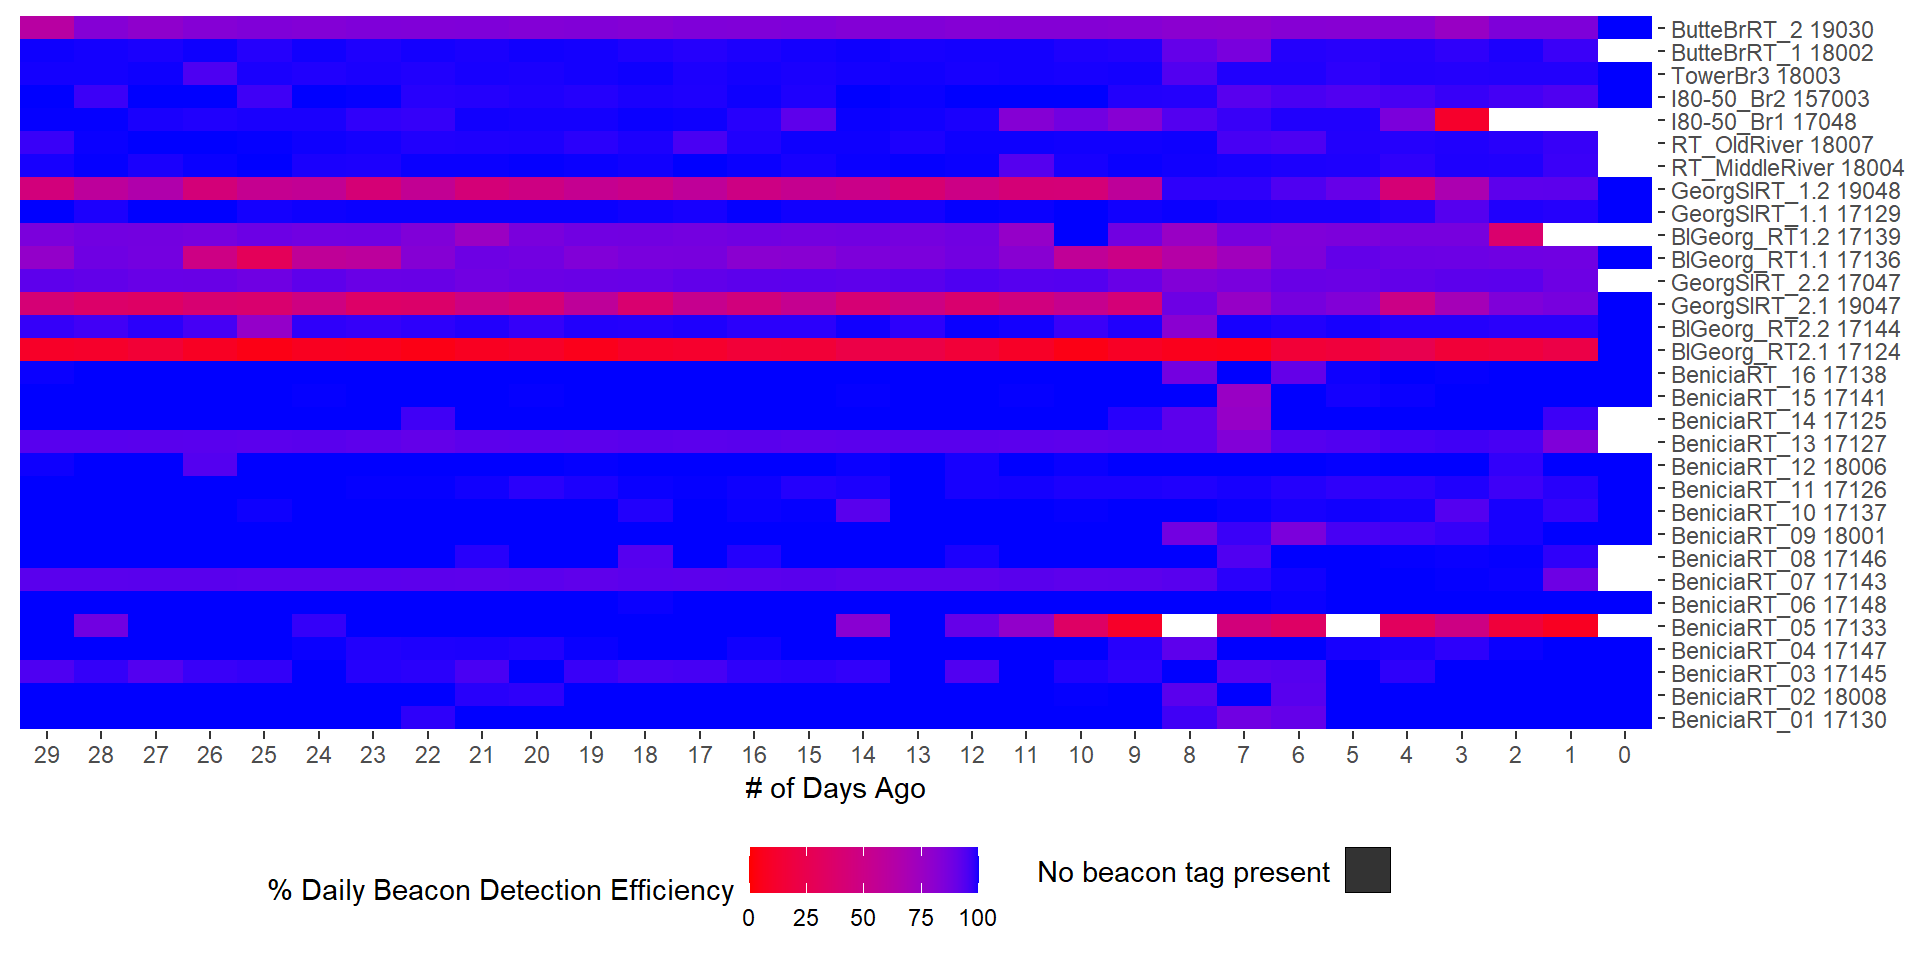 ButteBrRT_2 19030
ButteBrRT_1 18002
TowerBr3 18003
I80-50_Br2 157003
I80-50_Br1 17048
RT_OldRiver 18007
RT_MiddleRiver 18004
GeorgSlRT_1.2 19048
GeorgSlRT_1.1 17129
BlGeorg_RT1.2 17139
BlGeorg_RT1.1 17136
GeorgSlRT_2.2 17047
GeorgSlRT_2.1 19047
BlGeorg_RT2.2 17144
BlGeorg_RT2.1 17124
BeniciaRT_16 17138
BeniciaRT_15 17141
BeniciaRT_14 17125
BeniciaRT_13 17127
BeniciaRT_12 18006
BeniciaRT_11 17126
BeniciaRT_10 17137
BeniciaRT_09 18001
BeniciaRT_08 17146
BeniciaRT_07 17143
BeniciaRT_06 17148
BeniciaRT_05 17133
BeniciaRT_04 17147
BeniciaRT_03 17145
BeniciaRT_02 18008
BeniciaRT_01 17130
29 28 27 26 25 24 23 22 21 20 19 18 17 16 15 14 13 12 11 10 9 8 7 6 5 4 3 2 1 0
# of Days Ago
% Daily Beacon Detection Efficiency
0 25 50 75 100
No beacon tag present